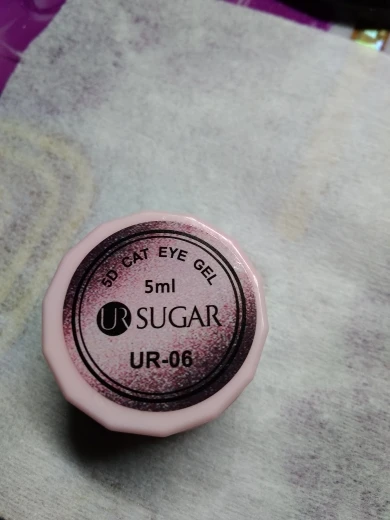 5D CAT EYE GEL
5ml
UR SUGAR
UR-06